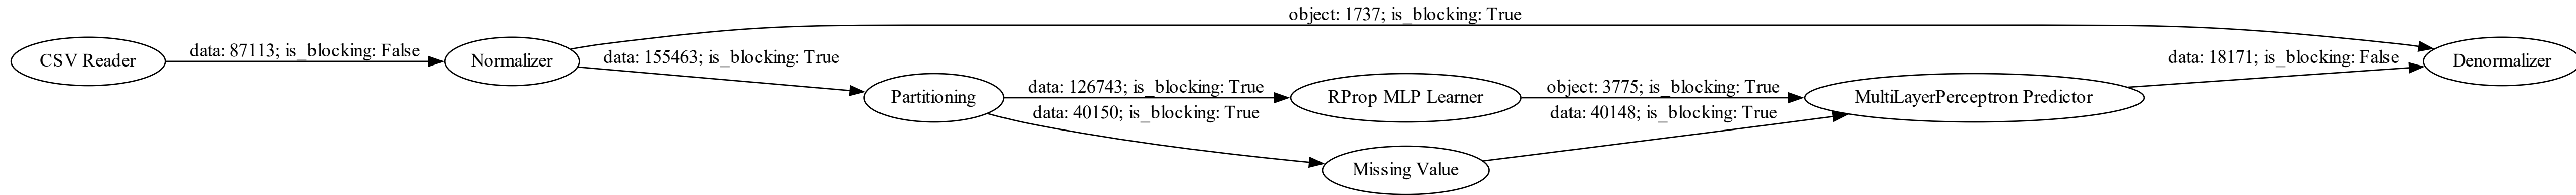 object: 1737; is_blocking: True
CSV Reader
data: 87113; is_blocking: False
Normalizer
data: 155463; is_blocking: True
Partitioning
data: 126743; is_blocking: True
RProp MLP Learner
object: 3775; is_blocking: True
data: 40150; is_blocking: True
Missing Value
data: 40148; is_blocking: True
MultiLayerPerceptron Predictor
data: 18171; is_blocking: False
Denormalizer